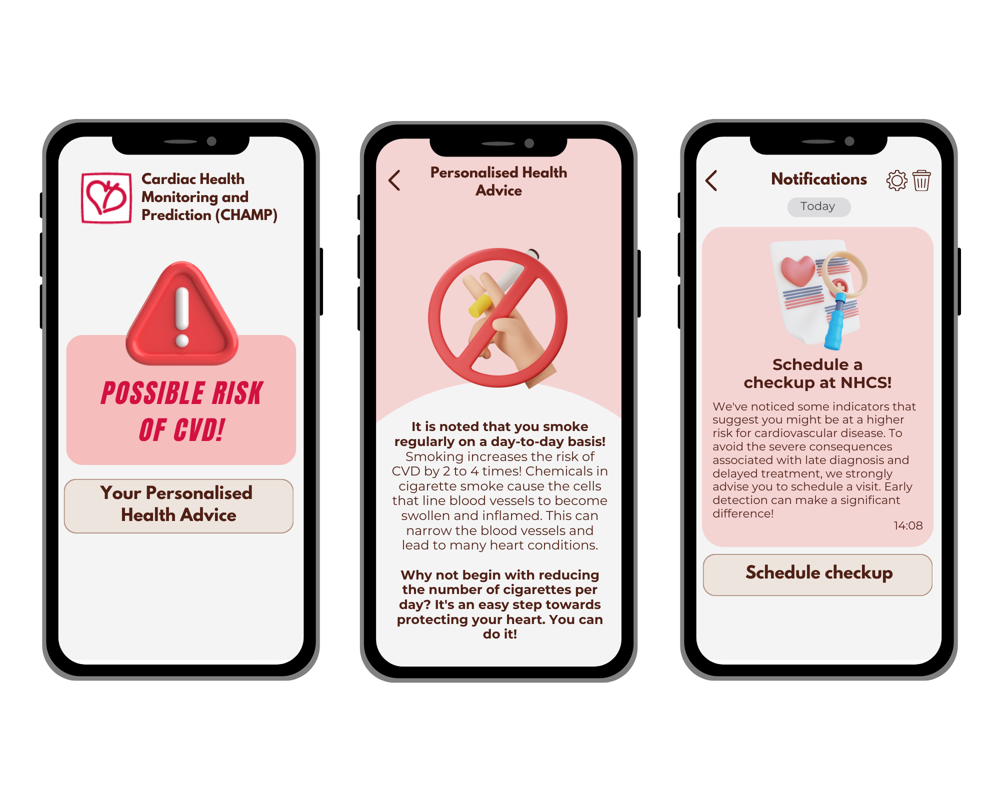 Cardiac Health
Monitoring and
Prediction (CHAMP)
POSSIBLE RISK
OF CVD!
Your Personalised
Health Advice
Personalised Health
Advice
It is noted that you smoke
regularly on a day-to-day basis!
Smoking increases the risk of
CVD by 2 to 4 times! Chemicals in
cigarette smoke cause the cells
that line blood vessels to become
swollen and inflamed. This can
narrow the blood vessels and
lead to many heart conditions.
Why not begin with reducing
the number of cigarettes per
day? It's an easy step towards
protecting your heart. You can
do it!
Notifications
Today
Schedule a
checkup at NHCS!
We've noticed some indicators that
suggest you might be at a higher
risk for cardiovascular disease. To
avoid the severe consequences
associated with late diagnosis and
delayed treatment, we strongly
advise you to schedule a visit. Early
detection can make a significant
difference!
14:08
Schedule checkup